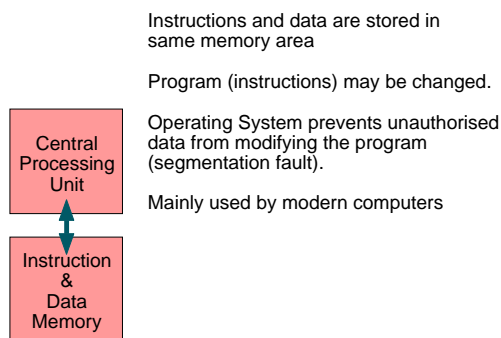 Instructions and data are stored in
same memory area
Program (instructions) may be changed.
Operating System prevents unauthorised
data from modifying the program
(segmentation fault).
Mainly used by modern computers
Central
Processing
Unit
Instruction
&
Data
Memory